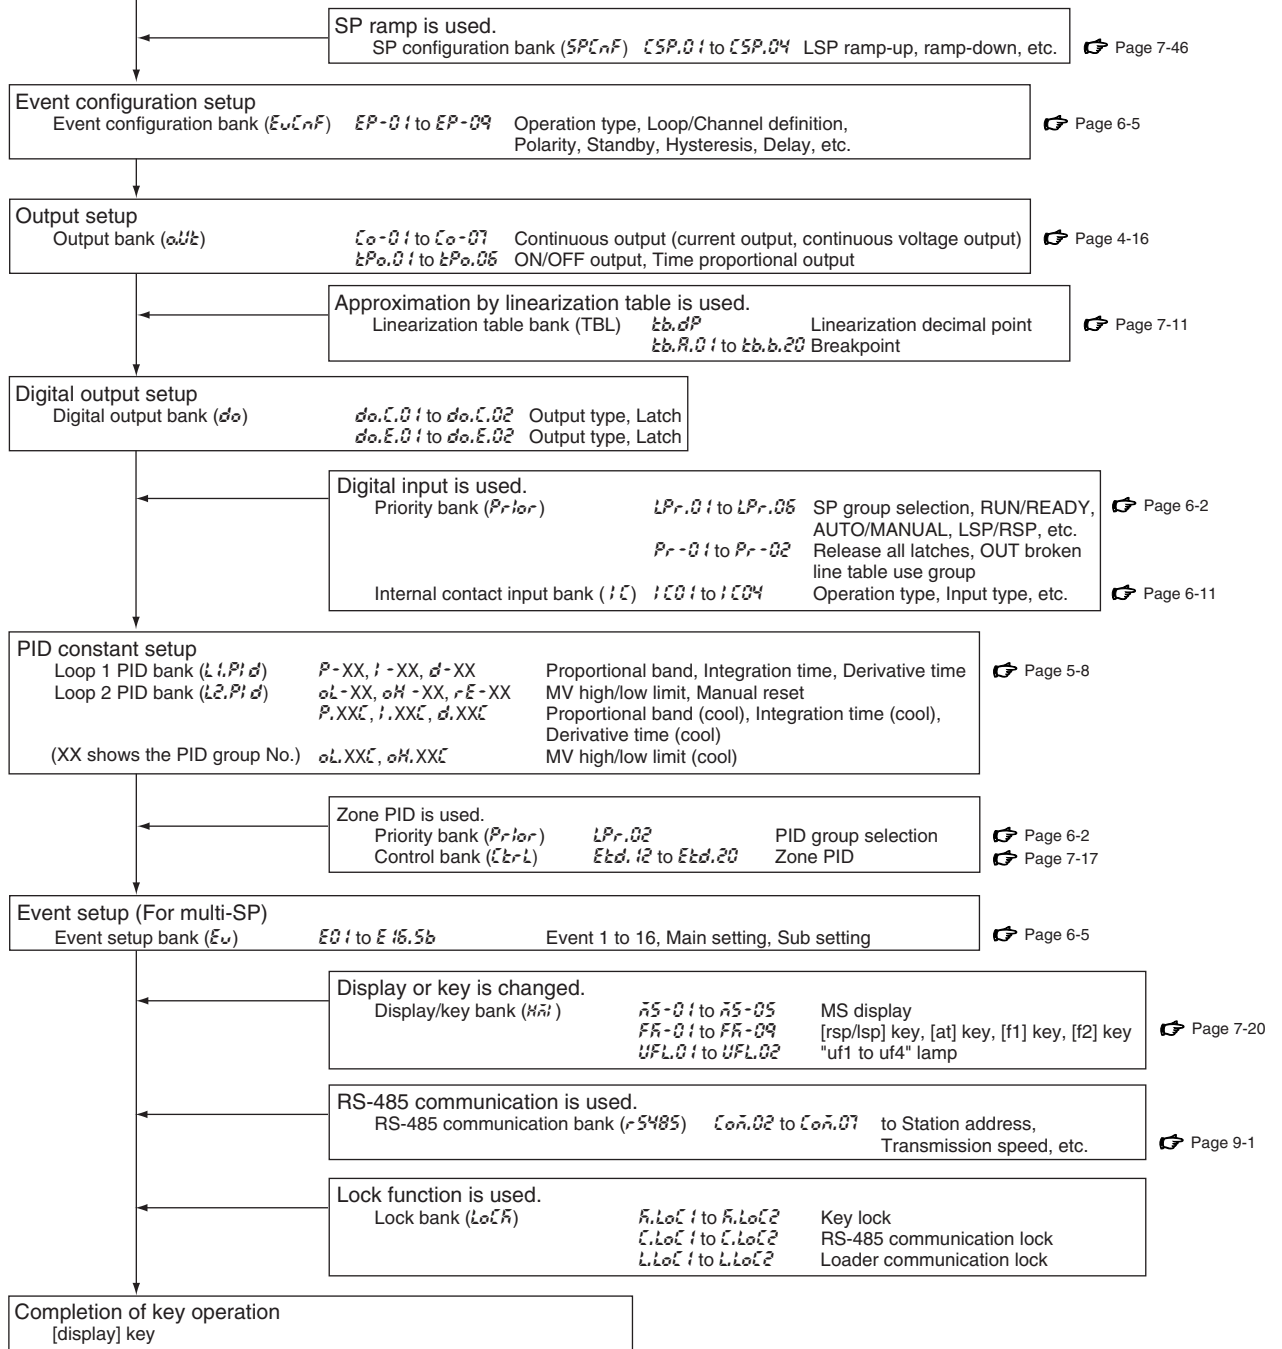 SP ramp is used.
SP configuration bank (SPCnF) CSP.01 to CSP.04 LSP ramp-up, ramp-down, etc. Page 7-46
Event configuration setup
Event configuration bank (EvCnF) EP-01 to EP-09 Operation type, Loop/Channel definition, Page 6-5
Polarity, Standby, Hysteresis, Delay, etc.
Output setup
Output bank (oUt) Co-01 to Co-07 Continuous output (current output, continuous voltage output) Page 4-16
tPo.01 to tPo.06 ON/OFF output, Time proportional output
Approximation by linearization table is used.
Linearization table bank (TBL) tb.dP Linearization decimal point Page 7-11
tb.A.01 to tb.b.20 Breakpoint
Digital output setup
Digital output bank (do) do.C.01 to do.C.02 Output type, Latch
do.E.01 to do.E.02 Output type, Latch
Digital input is used.
Priority bank (PrIor) LPr.01 to LPr.06 SP group selection, RUN/READY, Page 6-2
AUTO/MANUAL, LSP/RSP, etc.
Pr-01 to Pr-02 Release all latches, OUT broken
line table use group
Internal contact input bank (IC) IC01 to IC04 Operation type, Input type, etc. Page 6-11
PID constant setup
Loop 1 PID bank (L1.PId) P-XX, I-XX, d-XX Proportional band, Integration time, Derivative time Page 5-8
Loop 2 PID bank (L2.PId) oL-XX, oH-XX, rE-XX MV high/low limit, Manual reset
P.XXC, I.XXC, d.XXC Proportional band (cool), Integration time (cool),
Derivative time (cool)
(XX shows the PID group No.) oL.XXC, oH.XXC MV high/low limit (cool)
Zone PID is used.
Priority bank (PrIor) LPr.02 PID group selection Page 6-2
Control bank (CtrL) Etd.12 to Etd.20 Zone PID Page 7-17
Event setup (For multi-SP)
Event setup bank (Ev) E01 to E16.Sb Event 1 to 16, Main setting, Sub setting Page 6-5
Display or key is changed.
Display/key bank (HmI) mS-01 to mS-05 MS display
FK-01 to FK-09 [rsp/lsp] key, [at] key, [f1] key, [f2] key Page 7-20
UFL.01 to UFL.02 "uf1 to uf4" lamp
RS-485 communication is used.
RS-485 communication bank (rS485) Com.02 to Com.07 to Station address,
Transmission speed, etc. Page 9-1
Lock function is used.
Lock bank (LoCK) K.LoC1 to K.LoC2 Key lock
C.LoC1 to C.LoC2 RS-485 communication lock
L.LoC1 to L.LoC2 Loader communication lock
Completion of key operation
[display] key